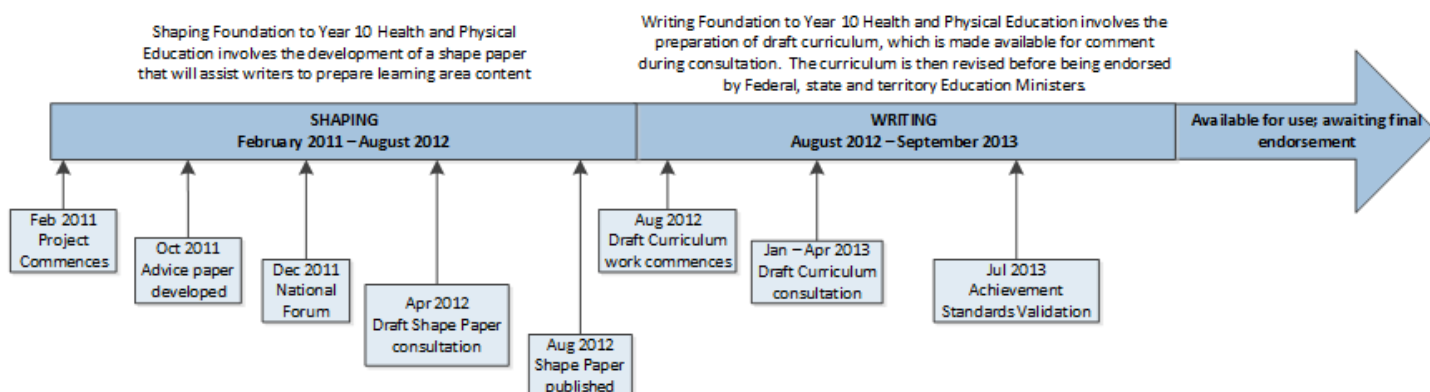 Shaping Foundation to Year 10 Health and Physical
Education involves the development of a shape paper
that will assist writers to prepare learning area content
Writing Foundation to Year 10 Health and Physical Education involves the
preparation of draft curriculum, which is made available for comment
during consultation. The curriculum is then revised before being endorsed
by Federal, state and territory Education Ministers.
SHAPING
February 2011 – August 2012
WRITING
August 2012 – September 2013
Available for use; awaiting final
endorsement
Feb 2011
Project
Commences
Oct 2011
Advice paper
developed
Dec 2011
National
Forum
Apr 2012
Draft Shape Paper
consultation
Aug 2012
Shape Paper
published
Aug 2012
Draft Curriculum
work commences
Jan – Apr 2013
Draft Curriculum
consultation
Jul 2013
Achievement
Standards Validation